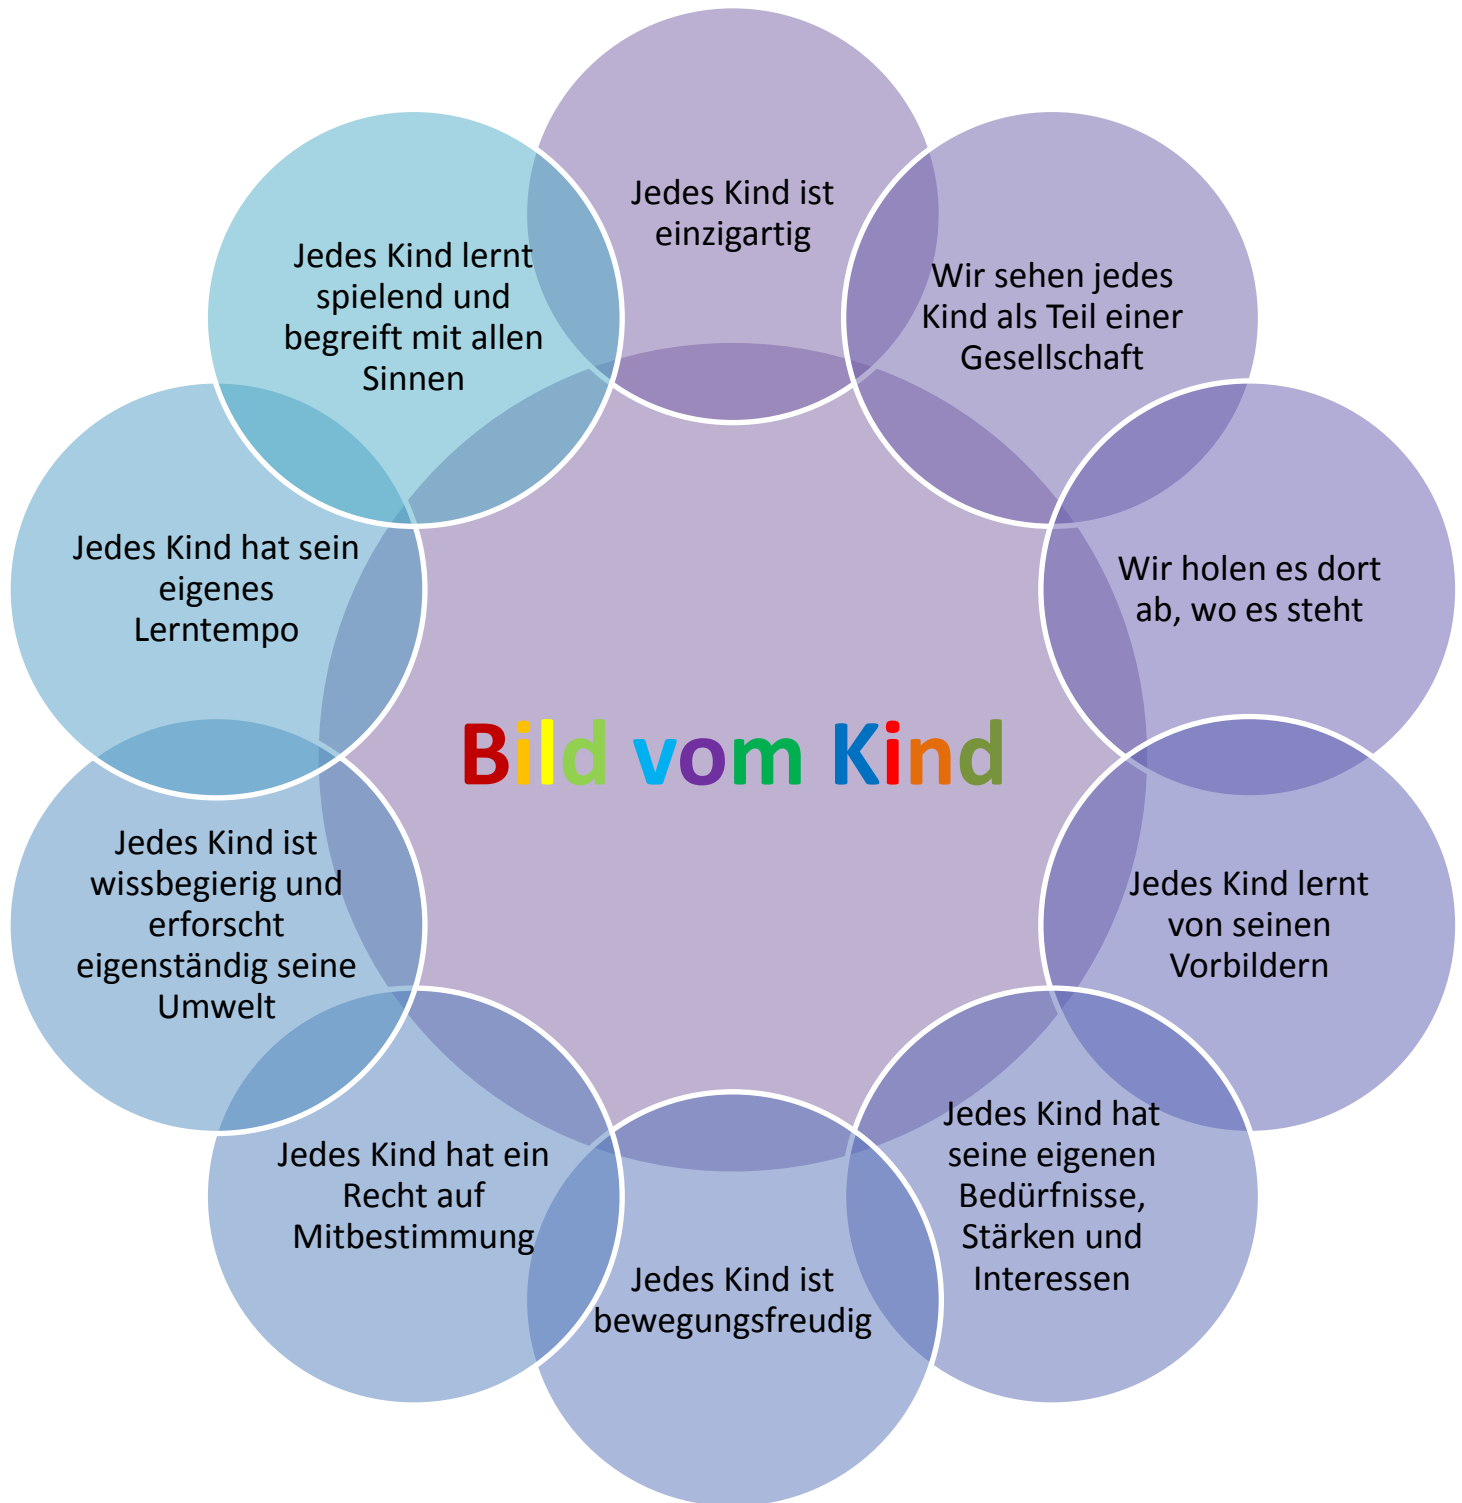 Jedes Kind ist
einzigartig
Wir sehen jedes
Kind als Teil einer
Gesellschaft
Wir holen es dort
ab, wo es steht
Jedes Kind lernt
von seinen
Vorbildern
Jedes Kind hat
seine eigenen
Bedürfnisse,
Stärken und
Interessen
Jedes Kind ist
bewegungsfreudig
Jedes Kind hat ein
Recht auf
Mitbestimmung
Jedes Kind ist
wissbegierig und
erforscht
eigenständig seine
Umwelt
Jedes Kind hat sein
eigenes
Lerntempo
Jedes Kind lernt
spielend und
begreift mit allen
Sinnen
Bild vom Kind